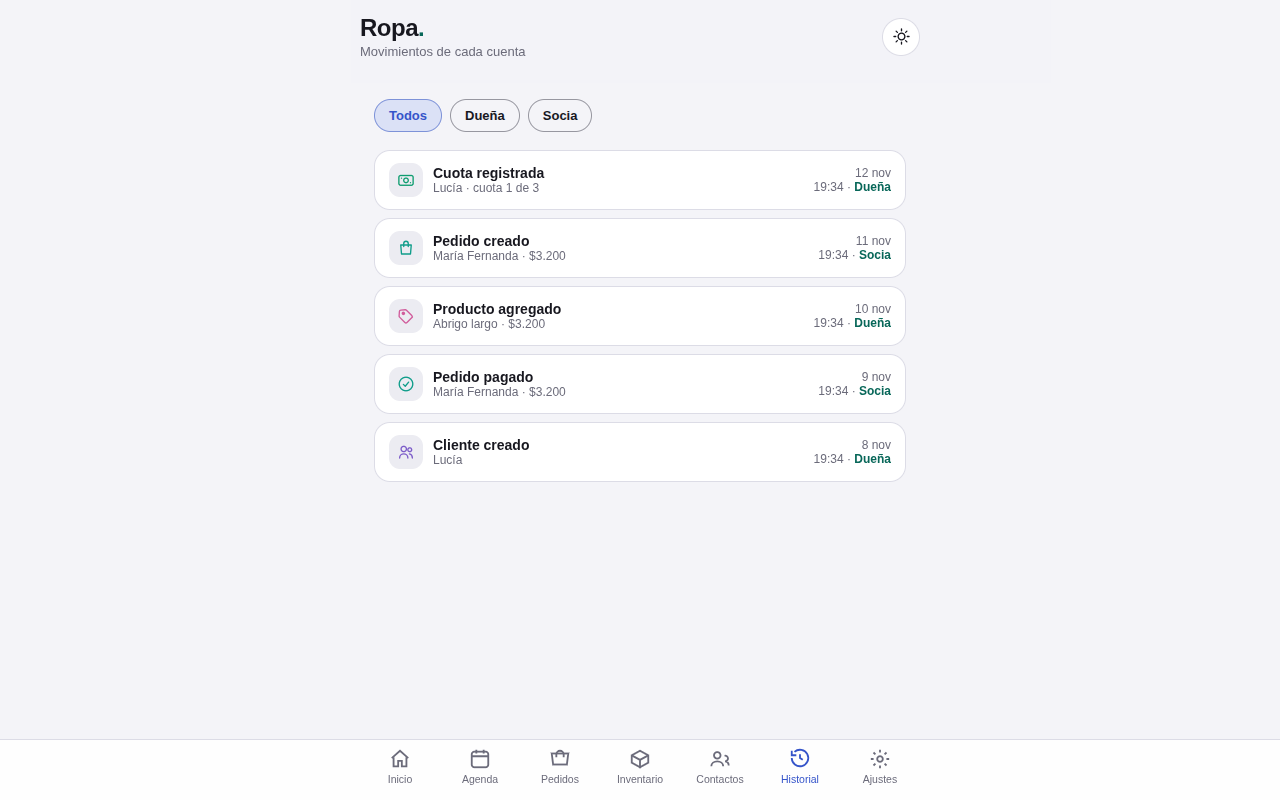 Ropa.
Movimientos de cada cuenta
Todos
Dueña
Socia
Cuota registrada
Lucía · cuota 1 de 3
12 nov
19:34 · Dueña
Pedido creado
María Fernanda · $3.200
11 nov
19:34 · Socia
Producto agregado
Abrigo largo · $3.200
10 nov
19:34 · Dueña
Pedido pagado
María Fernanda · $3.200
9 nov
19:34 · Socia
Cliente creado
Lucía
8 nov
19:34 · Dueña
Inicio
Agenda
Pedidos
Inventario
Contactos
Historial
Ajustes